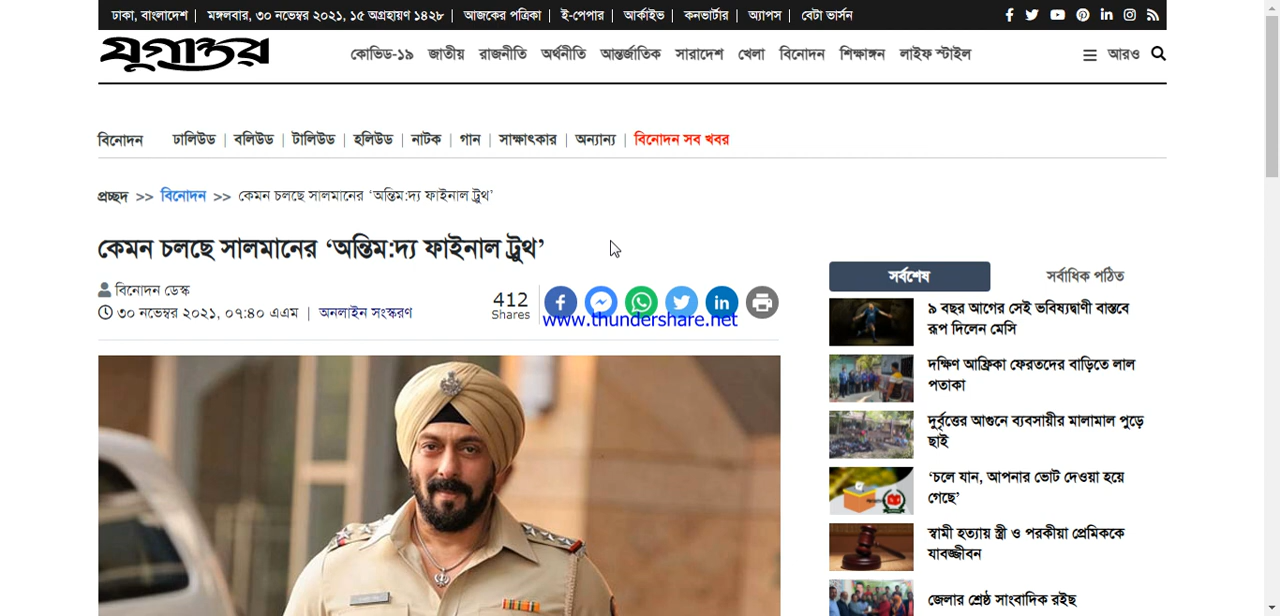 ঢাকা, বাংলাদেশ | মঙ্গলবার, ৩০ নভেম্বর ২০২১, ১৫ অগ্রহায়ণ ১৪২৮ | আজকের পত্রিকা | ই-পেপার | আর্কাইভ | কনভার্টার | অ্যাপস | বেটা ভার্সন
যুগান্তর
কোভিড-১৯ জাতীয় রাজনীতি অর্থনীতি আন্তর্জাতিক সারাদেশ খেলা বিনোদন শিক্ষাঙ্গন লাইফ স্টাইল আরও
বিনোদন ঢালিউড | বলিউড | টালিউড | হলিউড | নাটক | গান | সাক্ষাৎকার | অন্যান্য | বিনোদন সব খবর
প্রচ্ছদ >> বিনোদন >> কেমন চলছে সালমানের ‘অন্তিম:দ্য ফাইনাল ট্রুথ’
কেমন চলছে সালমানের ‘অন্তিম:দ্য ফাইনাল ট্রুথ’
বিনোদন ডেস্ক
৩০ নভেম্বর ২০২১, ০৭:৪০ এএম | অনলাইন সংস্করণ
412
Shares
www.thundershare.net
সর্বশেষ সর্বাধিক পঠিত
৯ বছর আগের সেই ভবিষ্যদ্বাণী বাস্তবে
রূপ দিলেন মেসি
দক্ষিণ আফ্রিকা ফেরতদের বাড়িতে লাল
পতাকা
দুর্বৃত্তের আগুনে ব্যবসায়ীর মালামাল পুড়ে
ছাই
‘চলে যান, আপনার ভোট দেওয়া হয়ে
গেছে’
স্বামী হত্যায় স্ত্রী ও পরকীয়া প্রেমিককে
যাবজ্জীবন
জেলার শ্রেষ্ঠ সাংবাদিক রইছ